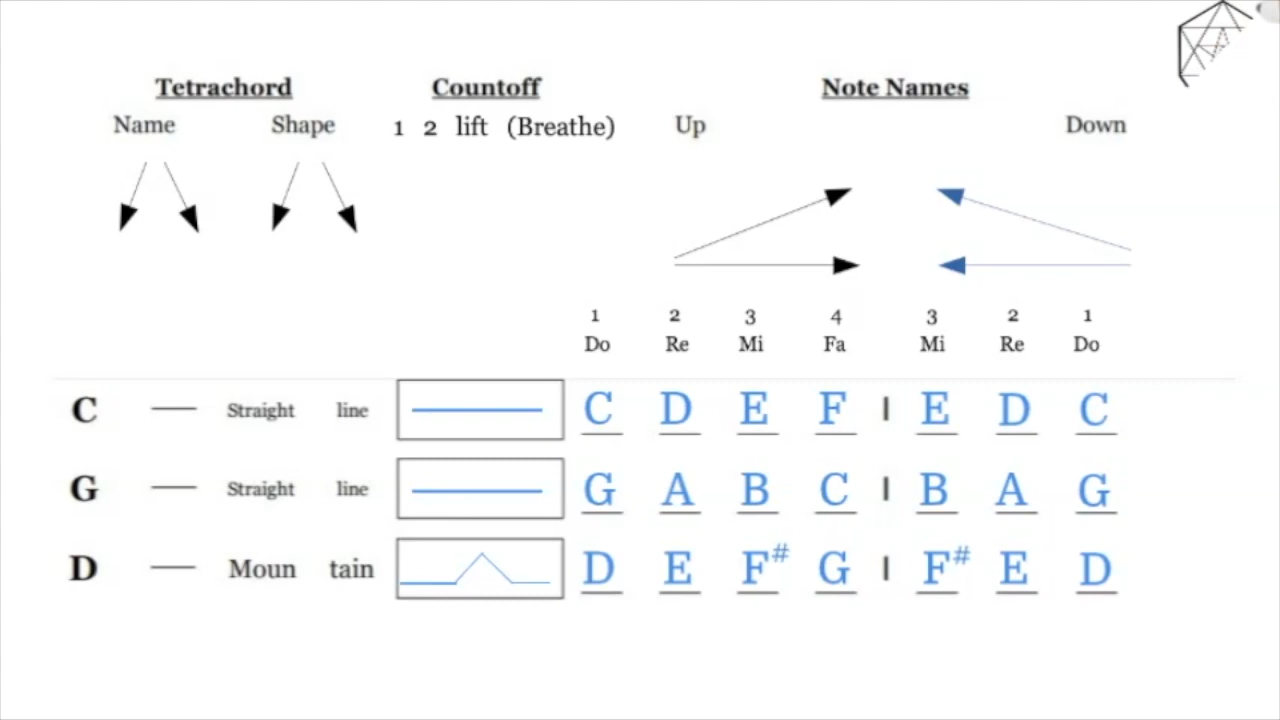 Tetrachord Countoff Note Names
Name Shape 1 2 lift (Breathe) Up Down
1 2 3 4 3 2 1
Do Re Mi Fa Mi Re Do
C — Straight line C D E F | E D C
G — Straight line G A B C | B A G
D — Moun tain D E F# G | F# E D